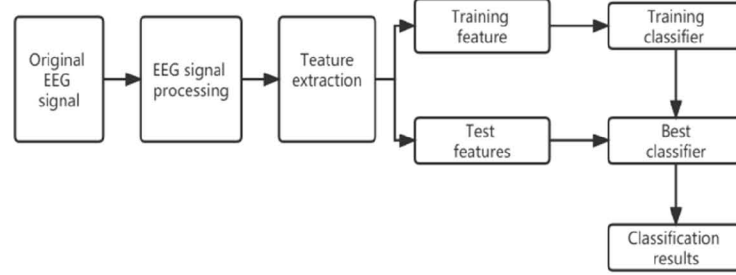 Original
EEG
signal
EEG signal
processing
Teature
extraction
Training
feature
Training
classifier
Test
features
Best
classifier
Classification
results